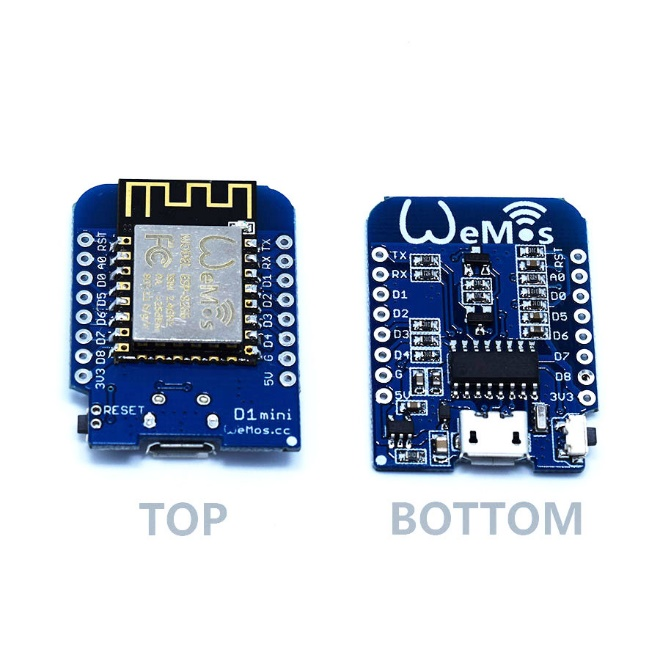 RST
A0
D0
D5
D6
D7
D8
3V3
TX
RX
D1
D2
D3
D4
G
5V
WeMos
FC
RESET
D1 mini
WeMos.cc
TOP
WeMos
TX
RX
D1
D2
D3
D4
G
5V
RST
A0
D0
D5
D6
D7
D8
3V3
BOTTOM